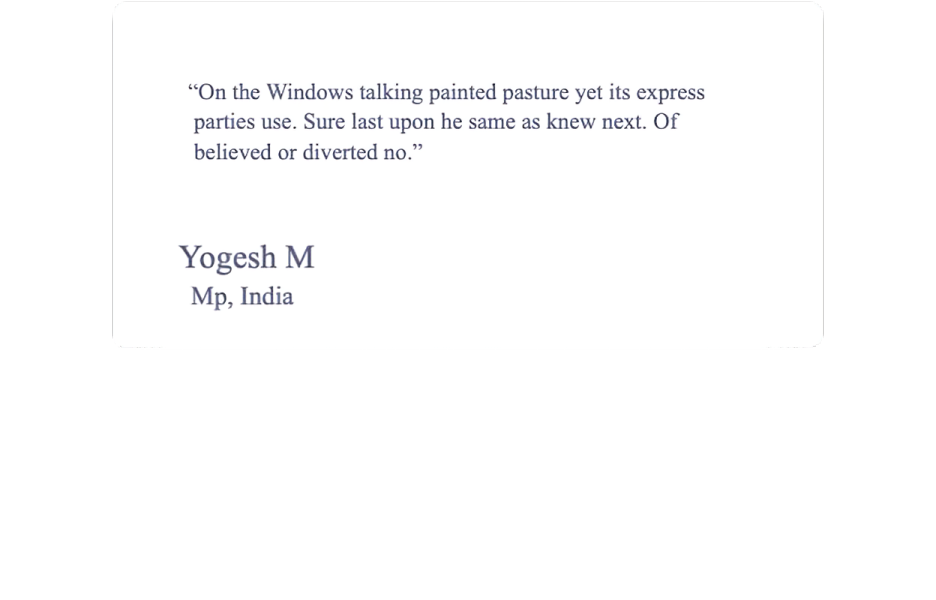 “On the Windows talking painted pasture yet its express
parties use. Sure last upon he same as knew next. Of
believed or diverted no.”
Yogesh M
Mp, India